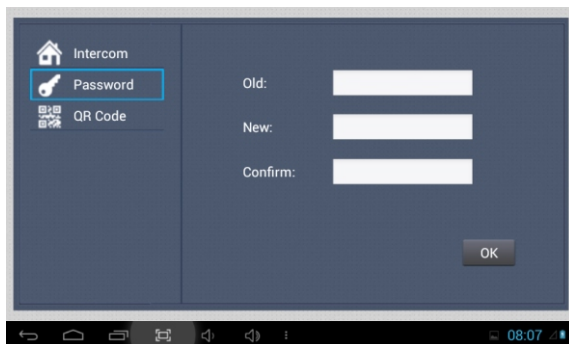 Intercom
Password
QR Code
Old:
New:
Confirm:
OK
08:07